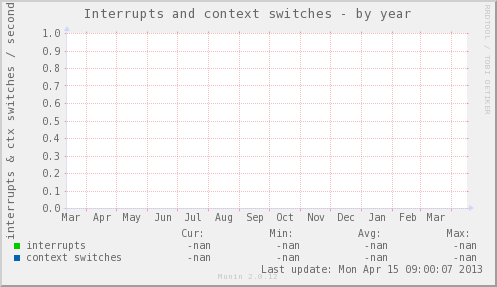 Interrupts and context switches - by year
RRDTOOL / TOBI OETIKER
interrupts & ctx switches / second
1.0
0.9
0.8
0.7
0.6
0.5
0.4
0.3
0.2
0.1
0.0
Mar Apr May Jun Jul Aug Sep Oct Nov Dec Jan Feb Mar
Cur: Min: Avg: Max:
interrupts -nan -nan -nan -nan
context switches -nan -nan -nan -nan
Last update: Mon Apr 15 09:00:07 2013
Munin 2.0.12